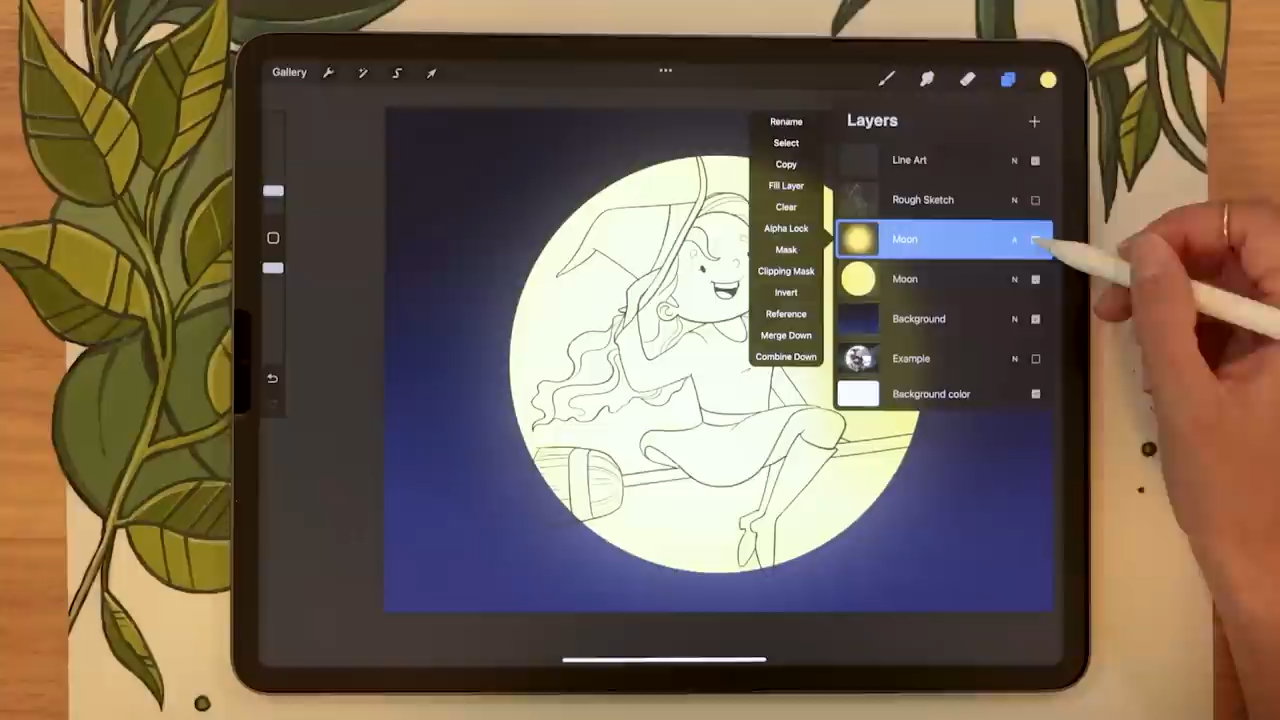 Gallery
Layers
Rename
Select
Copy
Fill Layer
Clear
Alpha Lock
Mask
Clipping Mask
Invert
Reference
Merge Down
Combine Down
Line Art N
Rough Sketch N
Moon A
Moon N
Background N
Example N
Background color